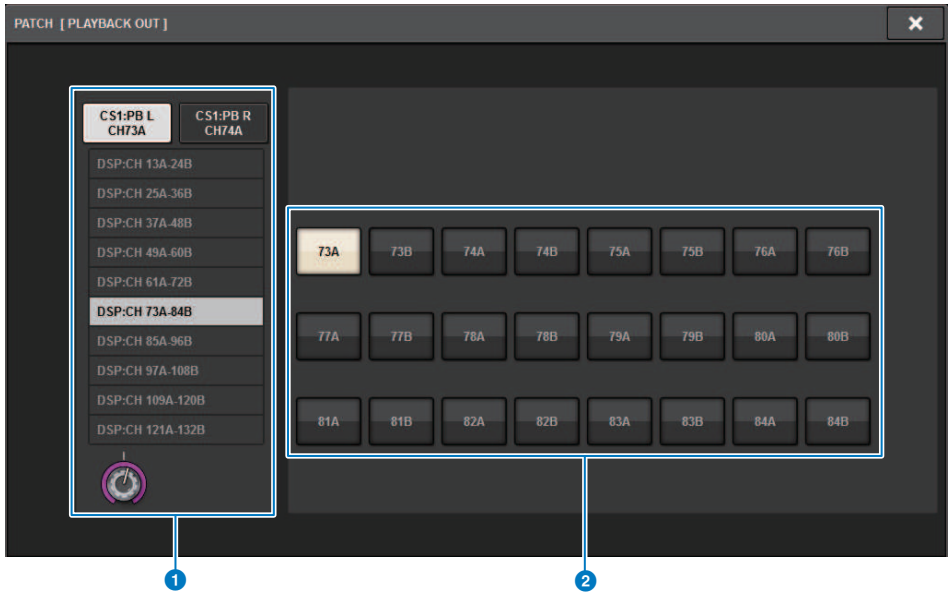 PATCH [ PLAYBACK OUT ]
CS1:PB L
CH73A
CS1:PB R
CH74A
DSP:CH 13A-24B
DSP:CH 25A-36B
DSP:CH 37A-48B
DSP:CH 49A-60B
DSP:CH 61A-72B
DSP:CH 73A-84B
DSP:CH 85A-96B
DSP:CH 97A-108B
DSP:CH 109A-120B
DSP:CH 121A-132B
73A 73B 74A 74B 75A 75B 76A 76B
77A 77B 78A 78B 79A 79B 80A 80B
81A 81B 82A 82B 83A 83B 84A 84B
1 2